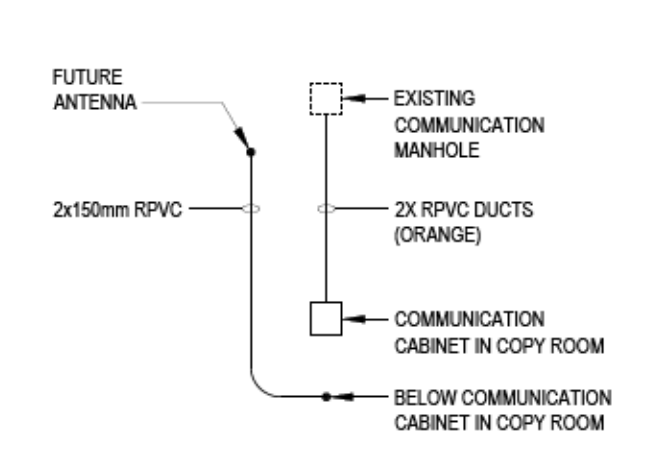 FUTURE
ANTENNA
2x150mm RPVC
EXISTING
COMMUNICATION
MANHOLE
2X RPVC DUCTS
(ORANGE)
COMMUNICATION
CABINET IN COPY ROOM
BELOW COMMUNICATION
CABINET IN COPY ROOM